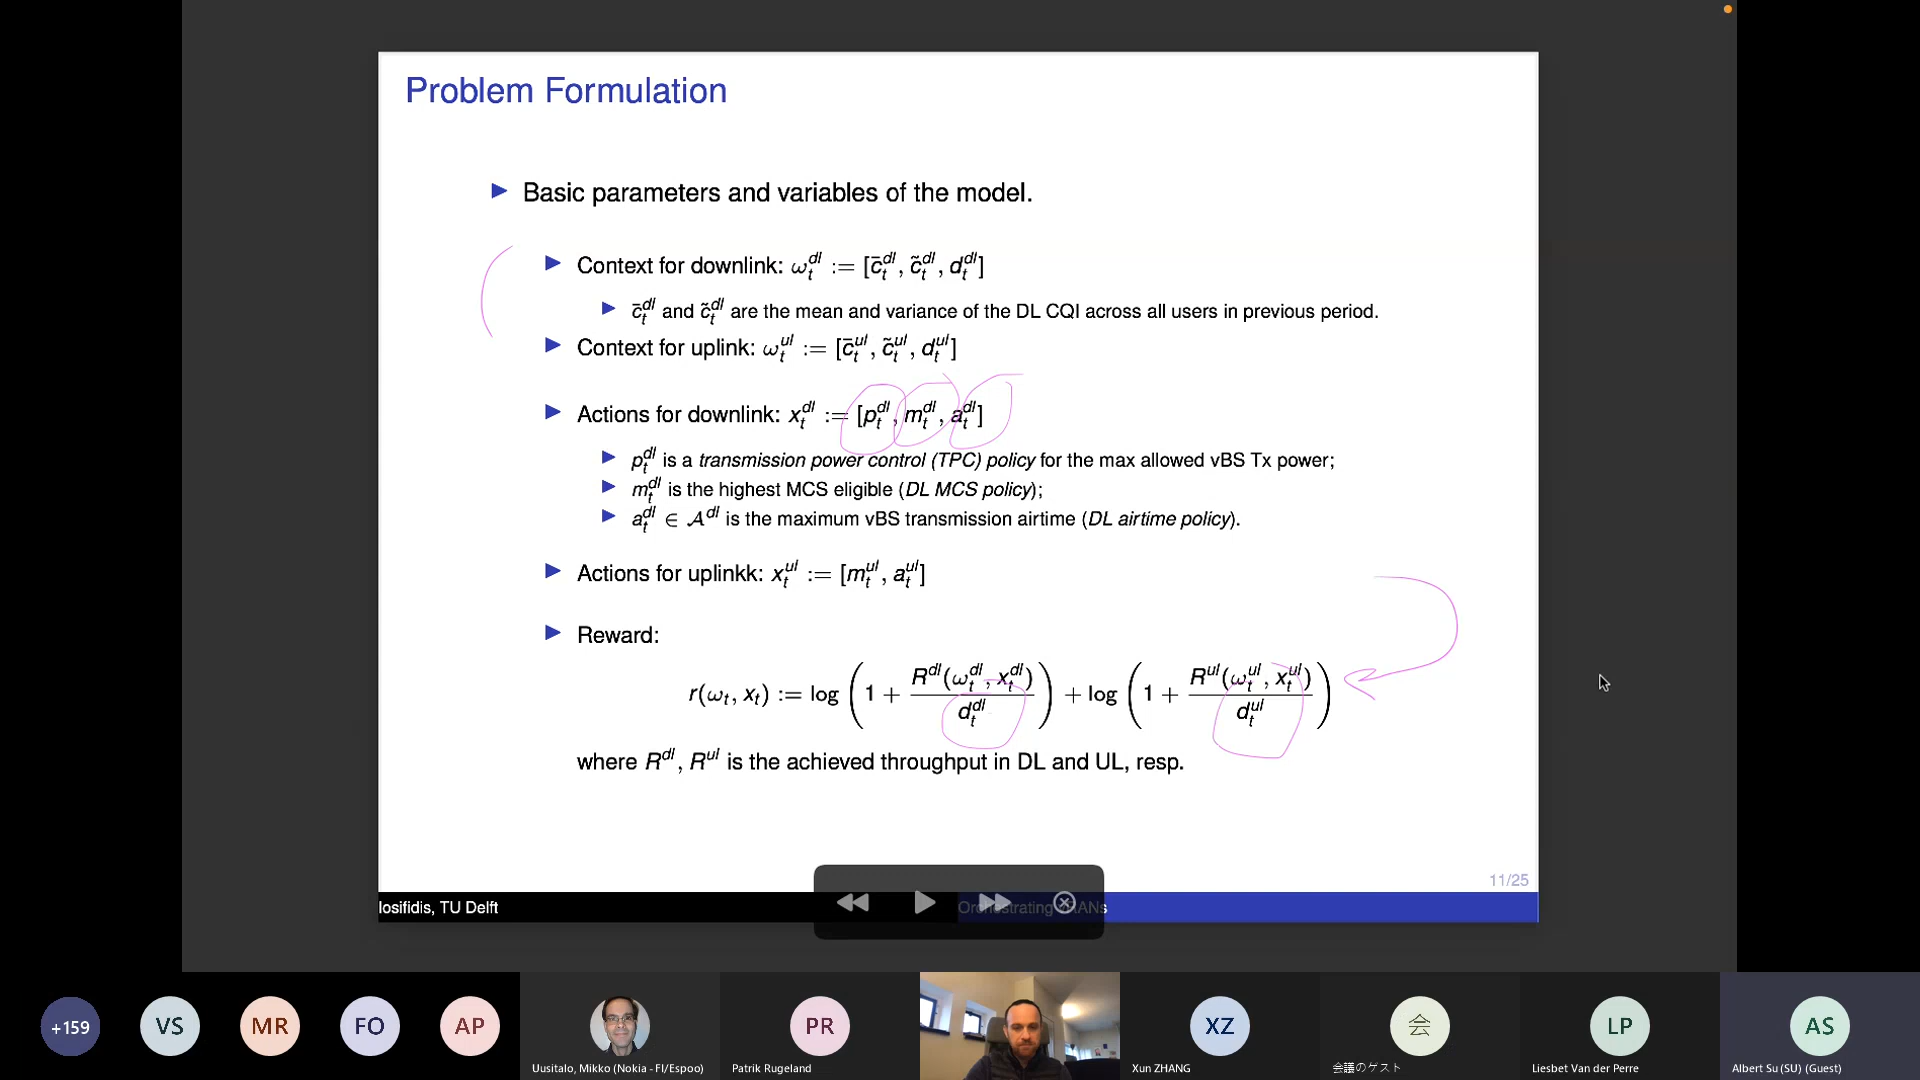 Problem Formulation
Basic parameters and variables of the model.
Context for downlink: ω_t^{dl} := [c̄_t^{dl}, c̃_t^{dl}, d_t^{dl}]
c̄_t^{dl} and c̃_t^{dl} are the mean and variance of the DL CQI across all users in previous period.
Context for uplink: ω_t^{ul} := [c̄_t^{ul}, c̃_t^{ul}, d_t^{ul}]
Actions for downlink: x_t^{dl} := [p_t^{dl}, m_t^{dl}, a_t^{dl}]
p_t^{dl} is a transmission power control (TPC) policy for the max allowed vBS Tx power;
m_t^{dl} is the highest MCS eligible (DL MCS policy);
a_t^{dl} ∈ 𝒜^{dl} is the maximum vBS transmission airtime (DL airtime policy).
Actions for uplinkk: x_t^{ul} := [m_t^{ul}, a_t^{ul}]
Reward:
r(ω_t, x_t) := log (1 + R^{dl}(ω_t^{dl}, x_t^{dl}) / d_t^{dl}) + log (1 + R^{ul}(ω_t^{ul}, x_t^{ul}) / d_t^{ul})
where R^{dl}, R^{ul} is the achieved throughput in DL and UL, resp.
11/25
Iosifidis, TU Delft
Orchestrating
+159
VS
MR
FO
AP
Uusitalo, Mikko (Nokia - FI/Espoo)
PR
Patrik Rugeland
XZ
Xun ZHANG
会
会議のゲスト
LP
Liesbet Van der Perre
AS
Albert Su (SU) (Guest)